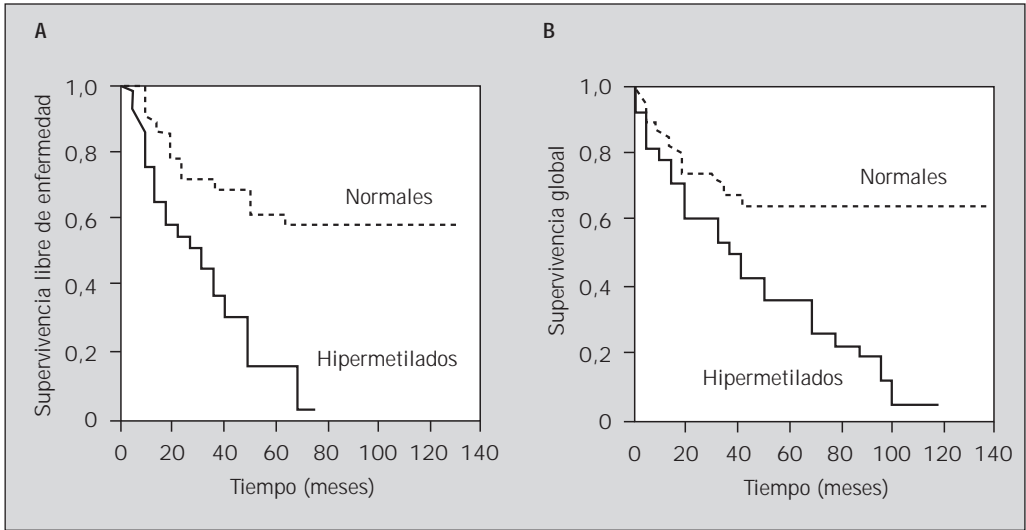 A
Supervivencia libre de enfermedad
1,0
0,8
0,6
0,4
0,2
0
Normales
Hipermetilados
0 20 40 60 80 100 120 140
Tiempo (meses)
B
Supervivencia global
1,0
0,8
0,6
0,4
0,2
0
Normales
Hipermetilados
0 20 40 60 80 100 120 140
Tiempo (meses)